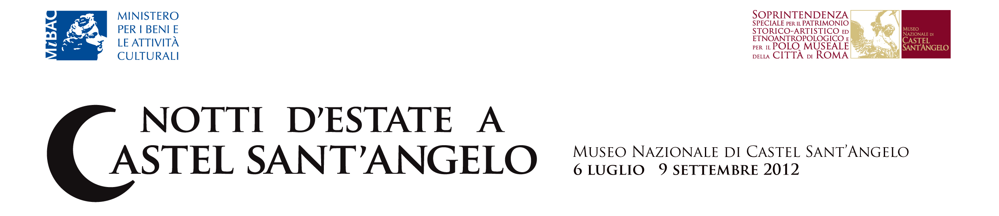 MiBAC
MINISTERO
PER I BENI E
LE ATTIVITÀ
CULTURALI
SOPRINTENDENZA
SPECIALE PER IL PATRIMONIO
STORICO-ARTISTICO ED
ETNOANTROPOLOGICO E
PER IL POLO MUSEALE
DELLA CITTÀ DI ROMA
MUSEO
NAZIONALE DI
CASTEL
SANT'ANGELO
NOTTI D'ESTATE A
CASTEL SANT'ANGELO
MUSEO NAZIONALE DI CASTEL SANT'ANGELO
6 LUGLIO 9 SETTEMBRE 2012